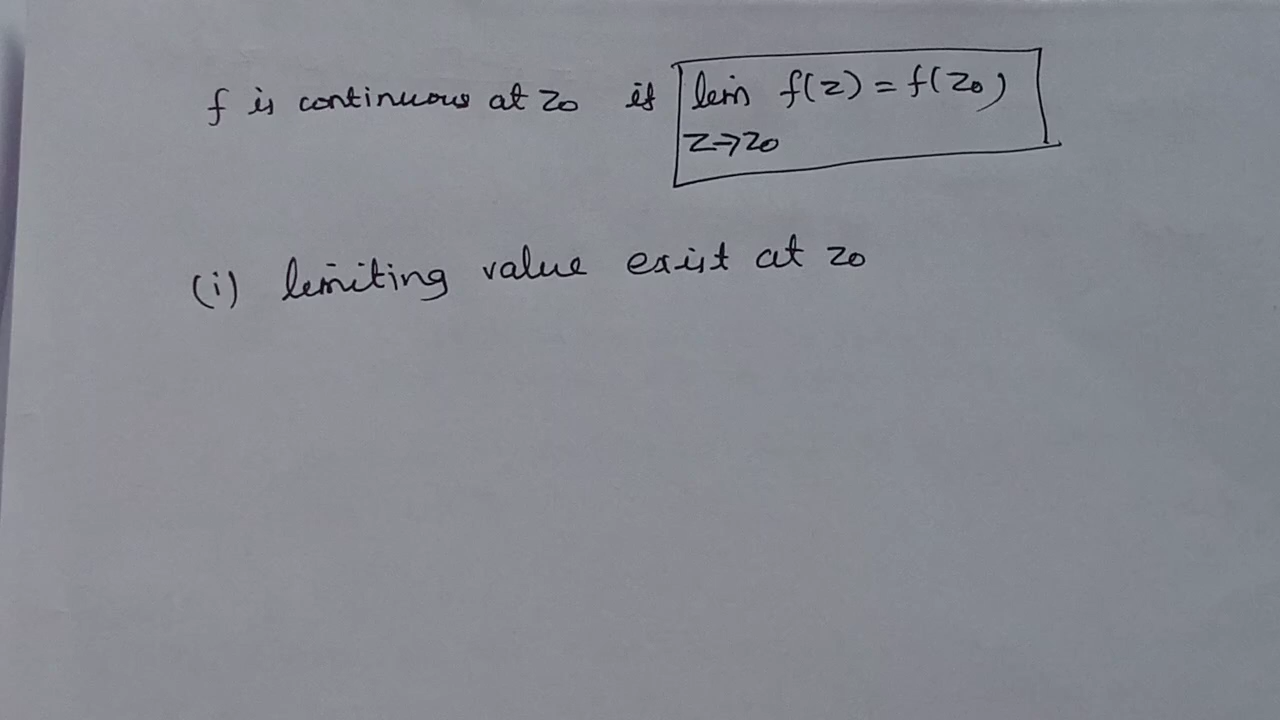 f is continuous at z0 if lim f(z) = f(z0)
z→z0
(i) limiting value exist at z0